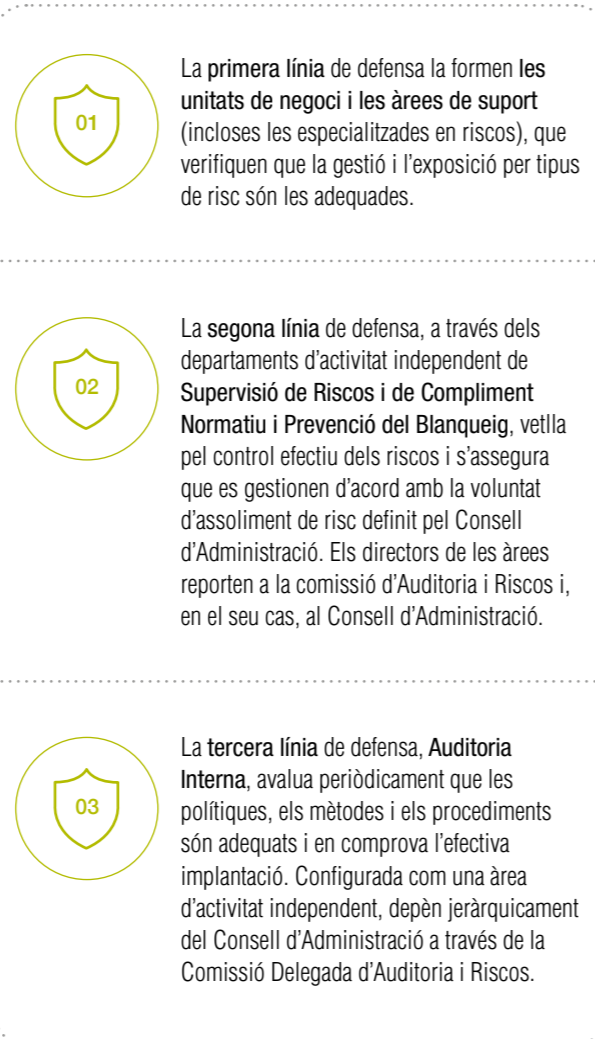 01
La primera línia de defensa la formen les
unitats de negoci i les àrees de suport
(incloses les especialitzades en riscos), que
verifiquen que la gestió i l’exposició per tipus
de risc són les adequades.
02
La segona línia de defensa, a través dels
departaments d’activitat independent de
Supervisió de Riscos i de Compliment
Normatiu i Prevenció del Blanqueig, vetlla
pel control efectiu dels riscos i s’assegura
que es gestionen d’acord amb la voluntat
d’assoliment de risc definit pel Consell
d’Administració. Els directors de les àrees
reporten a la comissió d’Auditoria i Riscos i,
en el seu cas, al Consell d’Administració.
03
La tercera línia de defensa, Auditoria
Interna, avalua periòdicament que les
polítiques, els mètodes i els procediments
són adequats i en comprova l’efectiva
implantació. Configurada com una àrea
d’activitat independent, depèn jeràrquicament
del Consell d’Administració a través de la
Comissió Delegada d’Auditoria i Riscos.